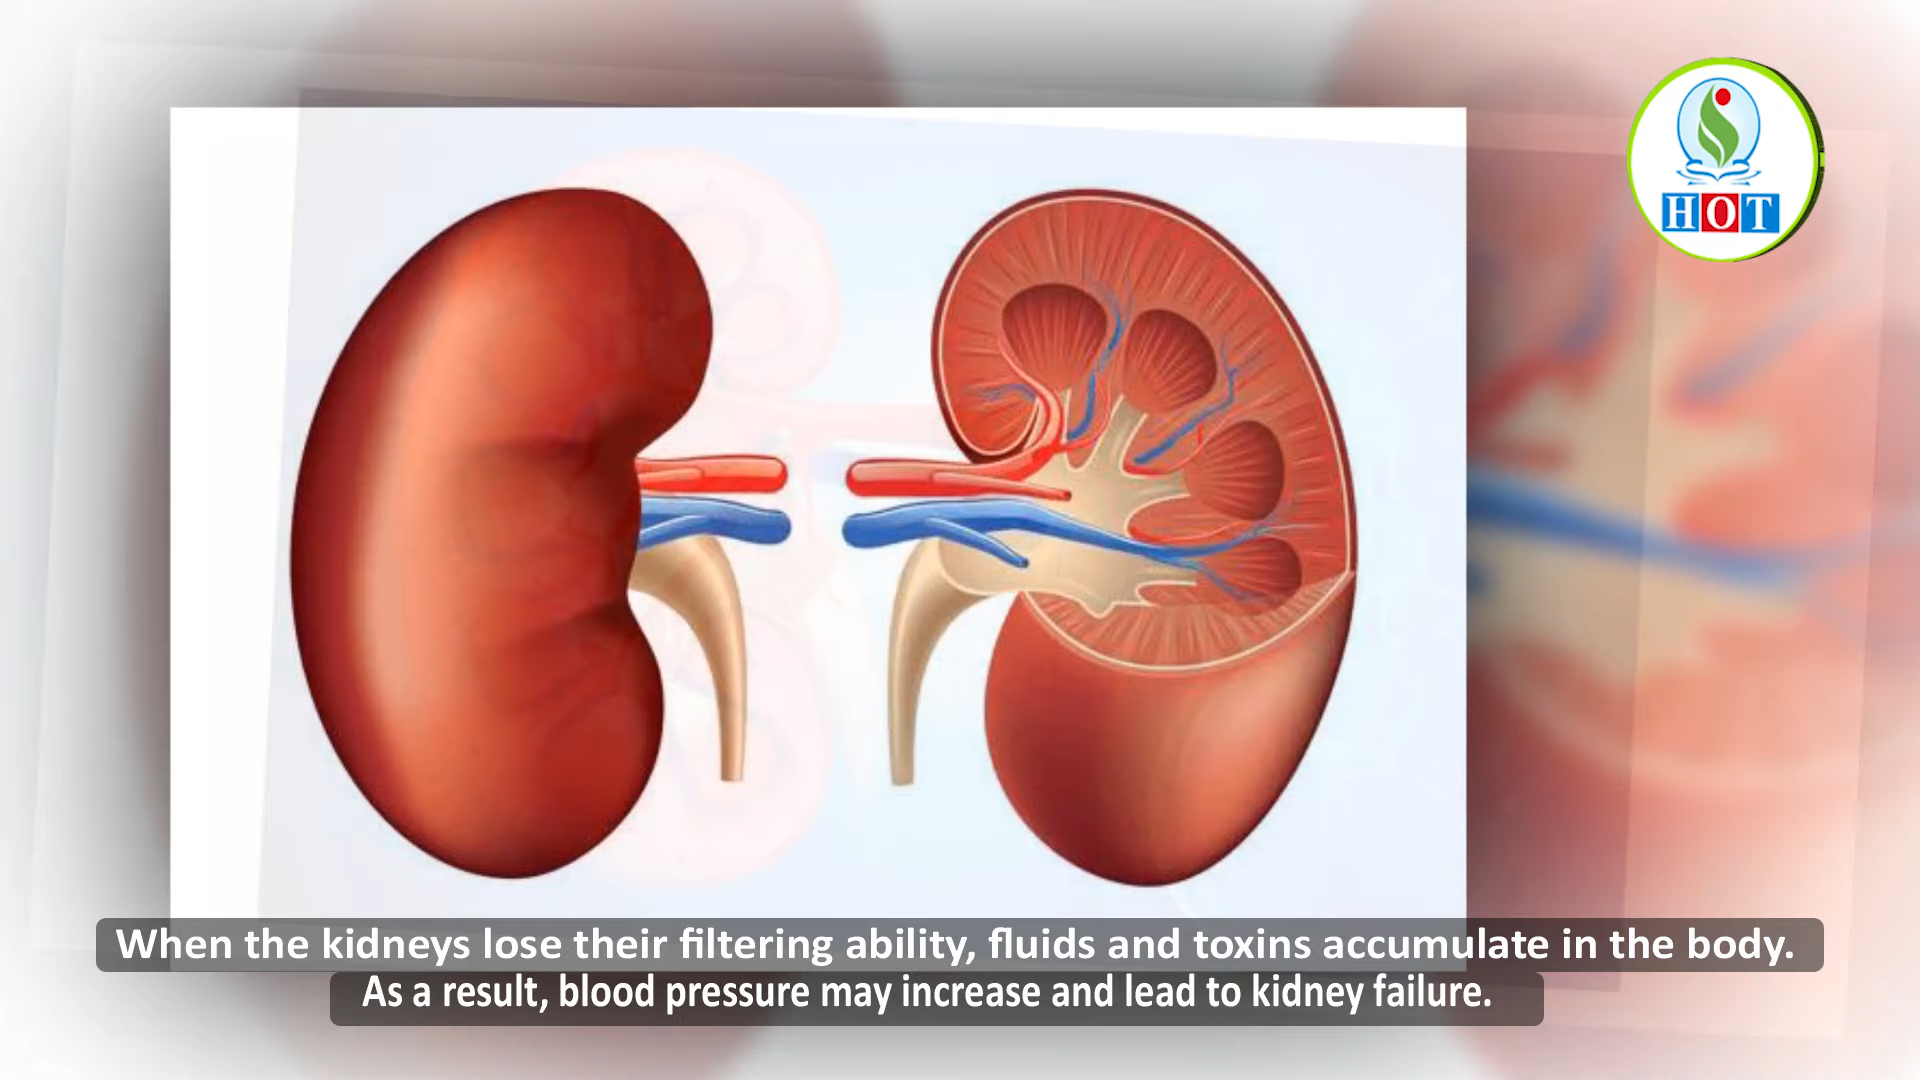 HOT
When the kidneys lose their filtering ability, fluids and toxins accumulate in the body.
As a result, blood pressure may increase and lead to kidney failure.